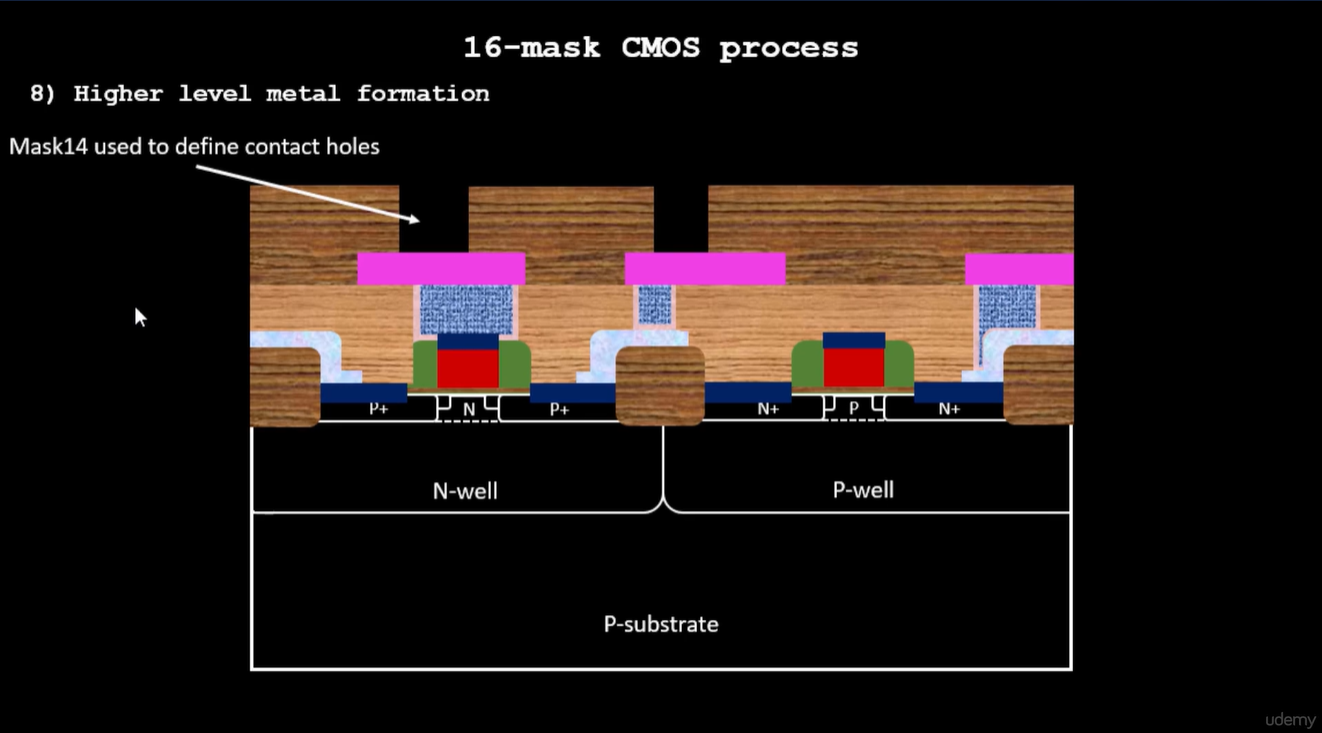 16-mask CMOS process
8) Higher level metal formation
Mask14 used to define contact holes
P+ N P+ N+ P N+
N-well P-well
P-substrate
udemy